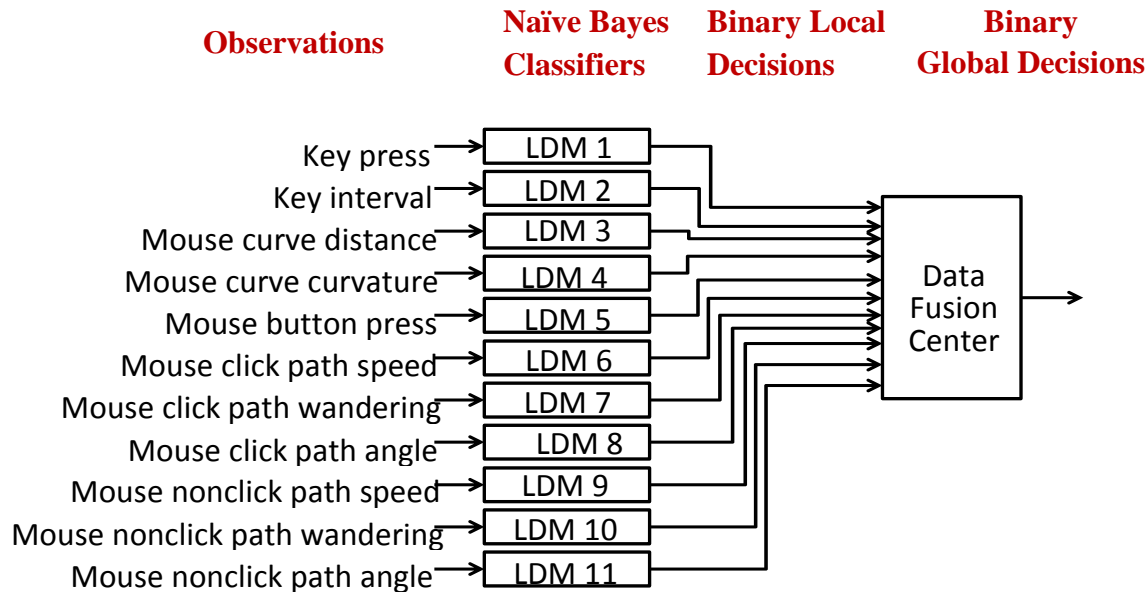 Observations
Naïve Bayes
Classifiers
Binary Local
Decisions
Binary
Global Decisions
Key press
LDM 1
Key interval
LDM 2
Mouse curve distance
LDM 3
Mouse curve curvature
LDM 4
Mouse button press
LDM 5
Mouse click path speed
LDM 6
Mouse click path wandering
LDM 7
Mouse click path angle
LDM 8
Mouse nonclick path speed
LDM 9
Mouse nonclick path wandering
LDM 10
Mouse nonclick path angle
LDM 11
Data
Fusion
Center